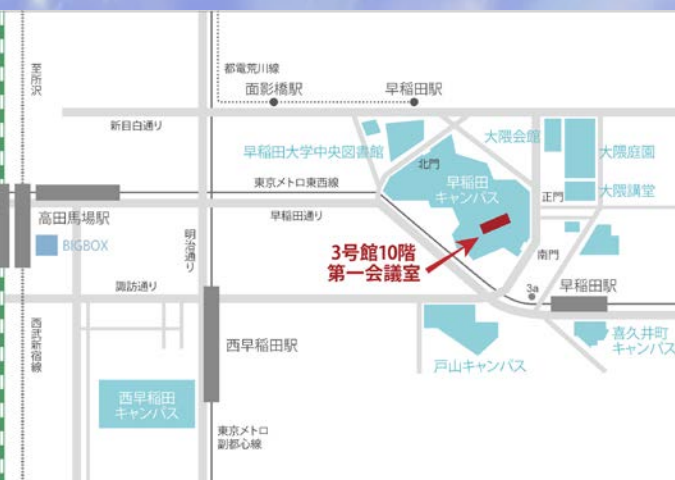 至所沢
都電荒川線
面影橋駅
早稲田駅
新目白通り
早稲田大学中央図書館
北門
大隈会館
大隈庭園
東京メトロ東西線
早稲田
キャンパス
正門
大隈講堂
高田馬場駅
早稲田通り
BIGBOX
明治通り
3号館10階
第一会議室
南門
諏訪通り
3a
早稲田駅
西武新宿線
西早稲田駅
戸山キャンパス
喜久井町
キャンパス
西早稲田
キャンパス
東京メトロ
副都心線